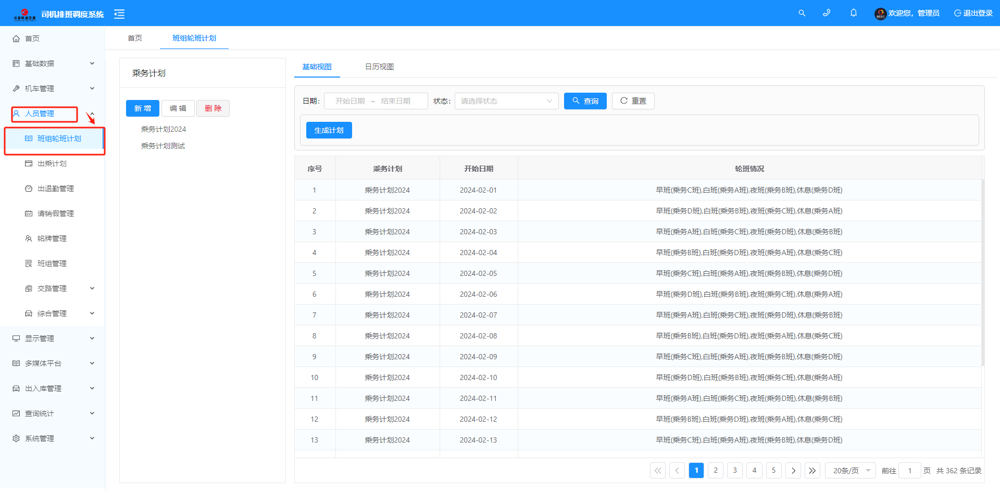 长春轨道交通
司机排班调度系统
欢迎您，管理员
退出登录
首页
基础数据
机车管理
人员管理
班组轮班计划
出乘计划
出退勤管理
请销假管理
铭牌管理
班组管理
交路管理
综合管理
显示管理
多媒体平台
出入库管理
查询统计
系统管理
首页 班组轮班计划
乘务计划
新 增 编 辑 删 除
乘务计划2024
乘务计划测试
基础视图 日历视图
日期： 开始日期 ~ 结束日期 状态： 请选择状态 查询 重置
生成计划
序号 乘务计划 开始日期 轮班情况
1 乘务计划2024 2024-02-01 早班(乘务C班),白班(乘务A班),夜班(乘务B班),休息(乘务D班)
2 乘务计划2024 2024-02-02 早班(乘务D班),白班(乘务B班),夜班(乘务C班),休息(乘务A班)
3 乘务计划2024 2024-02-03 早班(乘务A班),白班(乘务C班),夜班(乘务D班),休息(乘务B班)
4 乘务计划2024 2024-02-04 早班(乘务B班),白班(乘务D班),夜班(乘务A班),休息(乘务C班)
5 乘务计划2024 2024-02-05 早班(乘务C班),白班(乘务A班),夜班(乘务B班),休息(乘务D班)
6 乘务计划2024 2024-02-06 早班(乘务D班),白班(乘务B班),夜班(乘务C班),休息(乘务A班)
7 乘务计划2024 2024-02-07 早班(乘务A班),白班(乘务C班),夜班(乘务D班),休息(乘务B班)
8 乘务计划2024 2024-02-08 早班(乘务B班),白班(乘务D班),夜班(乘务A班),休息(乘务C班)
9 乘务计划2024 2024-02-09 早班(乘务C班),白班(乘务A班),夜班(乘务B班),休息(乘务D班)
10 乘务计划2024 2024-02-10 早班(乘务D班),白班(乘务B班),夜班(乘务C班),休息(乘务A班)
11 乘务计划2024 2024-02-11 早班(乘务A班),白班(乘务C班),夜班(乘务D班),休息(乘务B班)
12 乘务计划2024 2024-02-12 早班(乘务B班),白班(乘务D班),夜班(乘务A班),休息(乘务C班)
13 乘务计划2024 2024-02-13 早班(乘务C班),白班(乘务A班),夜班(乘务B班),休息(乘务D班)
1 2 3 4 5 20条/页 前往 1 页 共 362 条记录